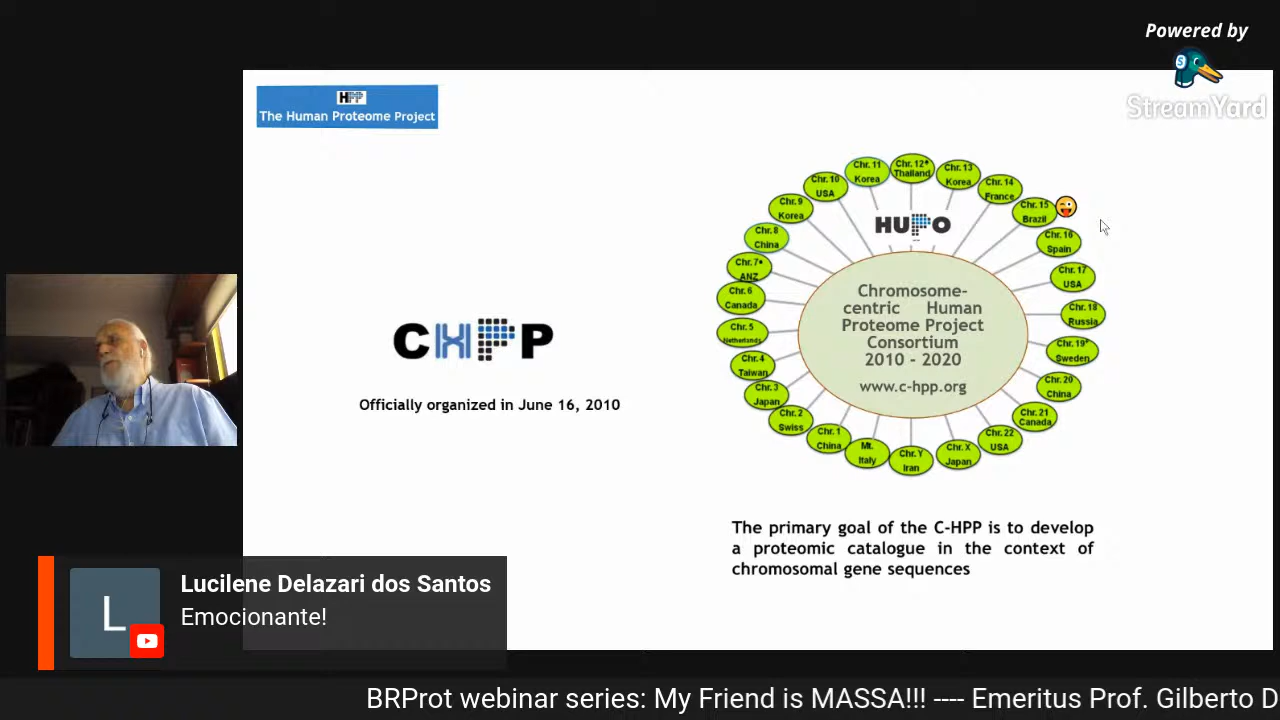 Powered by
StreamYard
HPP
The Human Proteome Project
Chr. 11
Korea
Chr. 12*
Thailand
Chr. 13
Korea
Chr. 14
France
Chr. 10
USA
Chr. 15
Brazil
Chr. 9
Korea
HUPO
Chr. 16
Spain
Chr. 8
China
Chr. 17
USA
Chr. 7*
ANZ
Chr. 6
Canada
Chr. 18
Russia
Chr. 5
Netherlands
Chr. 19*
Sweden
Chr. 4
Taiwan
Chr. 20
China
Chr. 3
Japan
Chr. 21
Canada
Chr. 2
Swiss
Chr. 22
USA
Chr. 1
China
Mt.
Italy
Chr. Y
Iran
Chr. X
Japan
Chromosome-
centric Human
Proteome Project
Consortium
2010 - 2020
www.c-hpp.org
CHPP
Officially organized in June 16, 2010
The primary goal of the C-HPP is to develop
a proteomic catalogue in the context of
chromosomal gene sequences
L
Lucilene Delazari dos Santos
Emocionante!
BRProt webinar series: My Friend is MASSA!!! ---- Emeritus Prof. Gilberto D